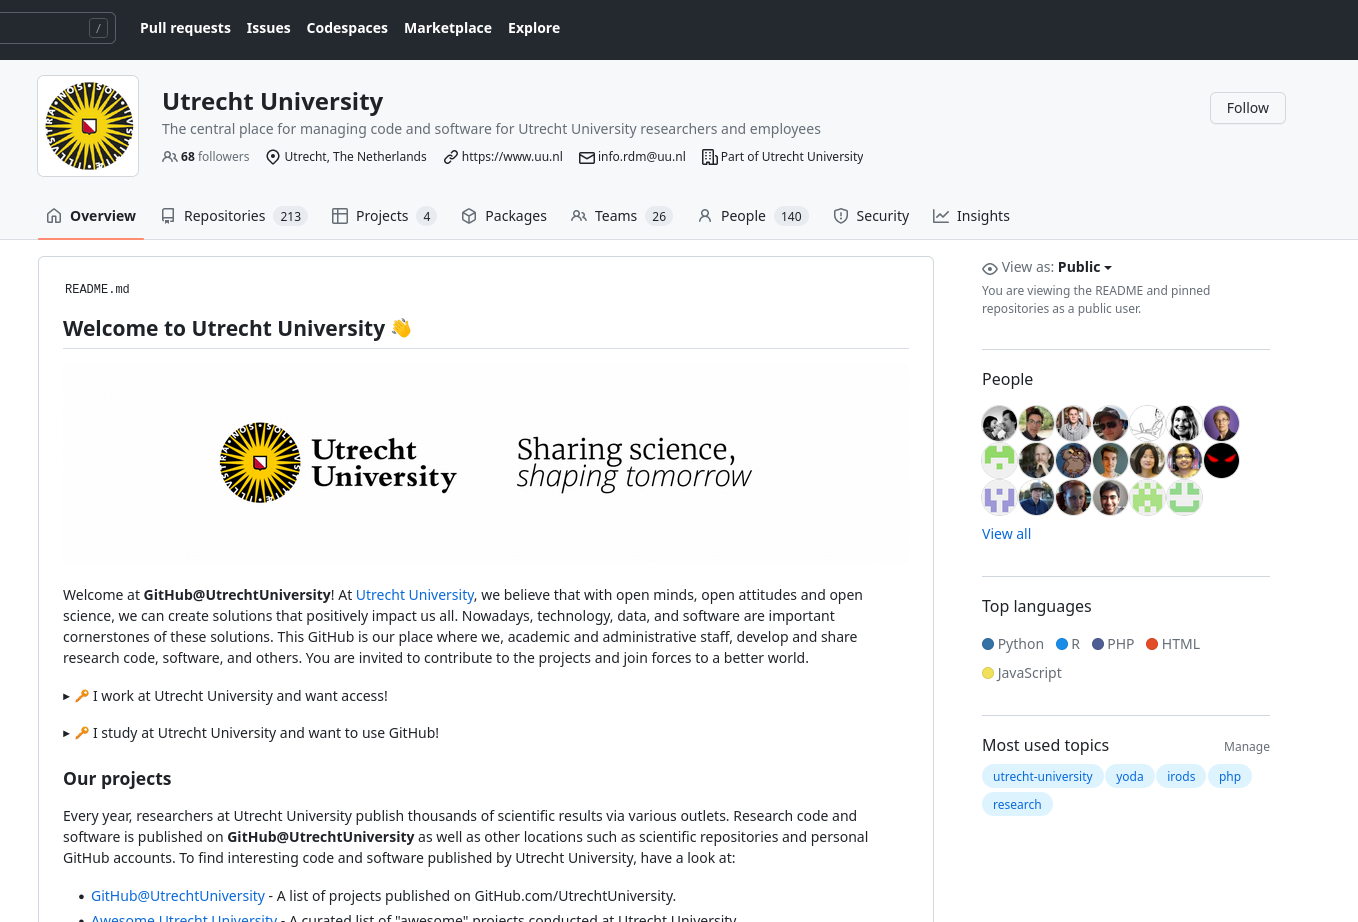 / Pull requests Issues Codespaces Marketplace Explore
Utrecht University
Follow
The central place for managing code and software for Utrecht University researchers and employees
68 followers Utrecht, The Netherlands https://www.uu.nl info.rdm@uu.nl Part of Utrecht University
Overview Repositories 213 Projects 4 Packages Teams 26 People 140 Security Insights
README.md
Welcome to Utrecht University 👋
Utrecht
University
Sharing science,
shaping tomorrow
Welcome at GitHub@UtrechtUniversity! At Utrecht University, we believe that with open minds, open attitudes and open
science, we can create solutions that positively impact us all. Nowadays, technology, data, and software are important
cornerstones of these solutions. This GitHub is our place where we, academic and administrative staff, develop and share
research code, software, and others. You are invited to contribute to the projects and join forces to a better world.
▸ 🔑 I work at Utrecht University and want access!
▸ 🔑 I study at Utrecht University and want to use GitHub!
Our projects
Every year, researchers at Utrecht University publish thousands of scientific results via various outlets. Research code and
software is published on GitHub@UtrechtUniversity as well as other locations such as scientific repositories and personal
GitHub accounts. To find interesting code and software published by Utrecht University, have a look at:
• GitHub@UtrechtUniversity - A list of projects published on GitHub.com/UtrechtUniversity.
• Awesome Utrecht University - A curated list of "awesome" projects conducted at Utrecht University.
View as: Public
You are viewing the README and pinned
repositories as a public user.
People
View all
Top languages
Python R PHP HTML
JavaScript
Most used topics Manage
utrecht-university yoda irods php
research